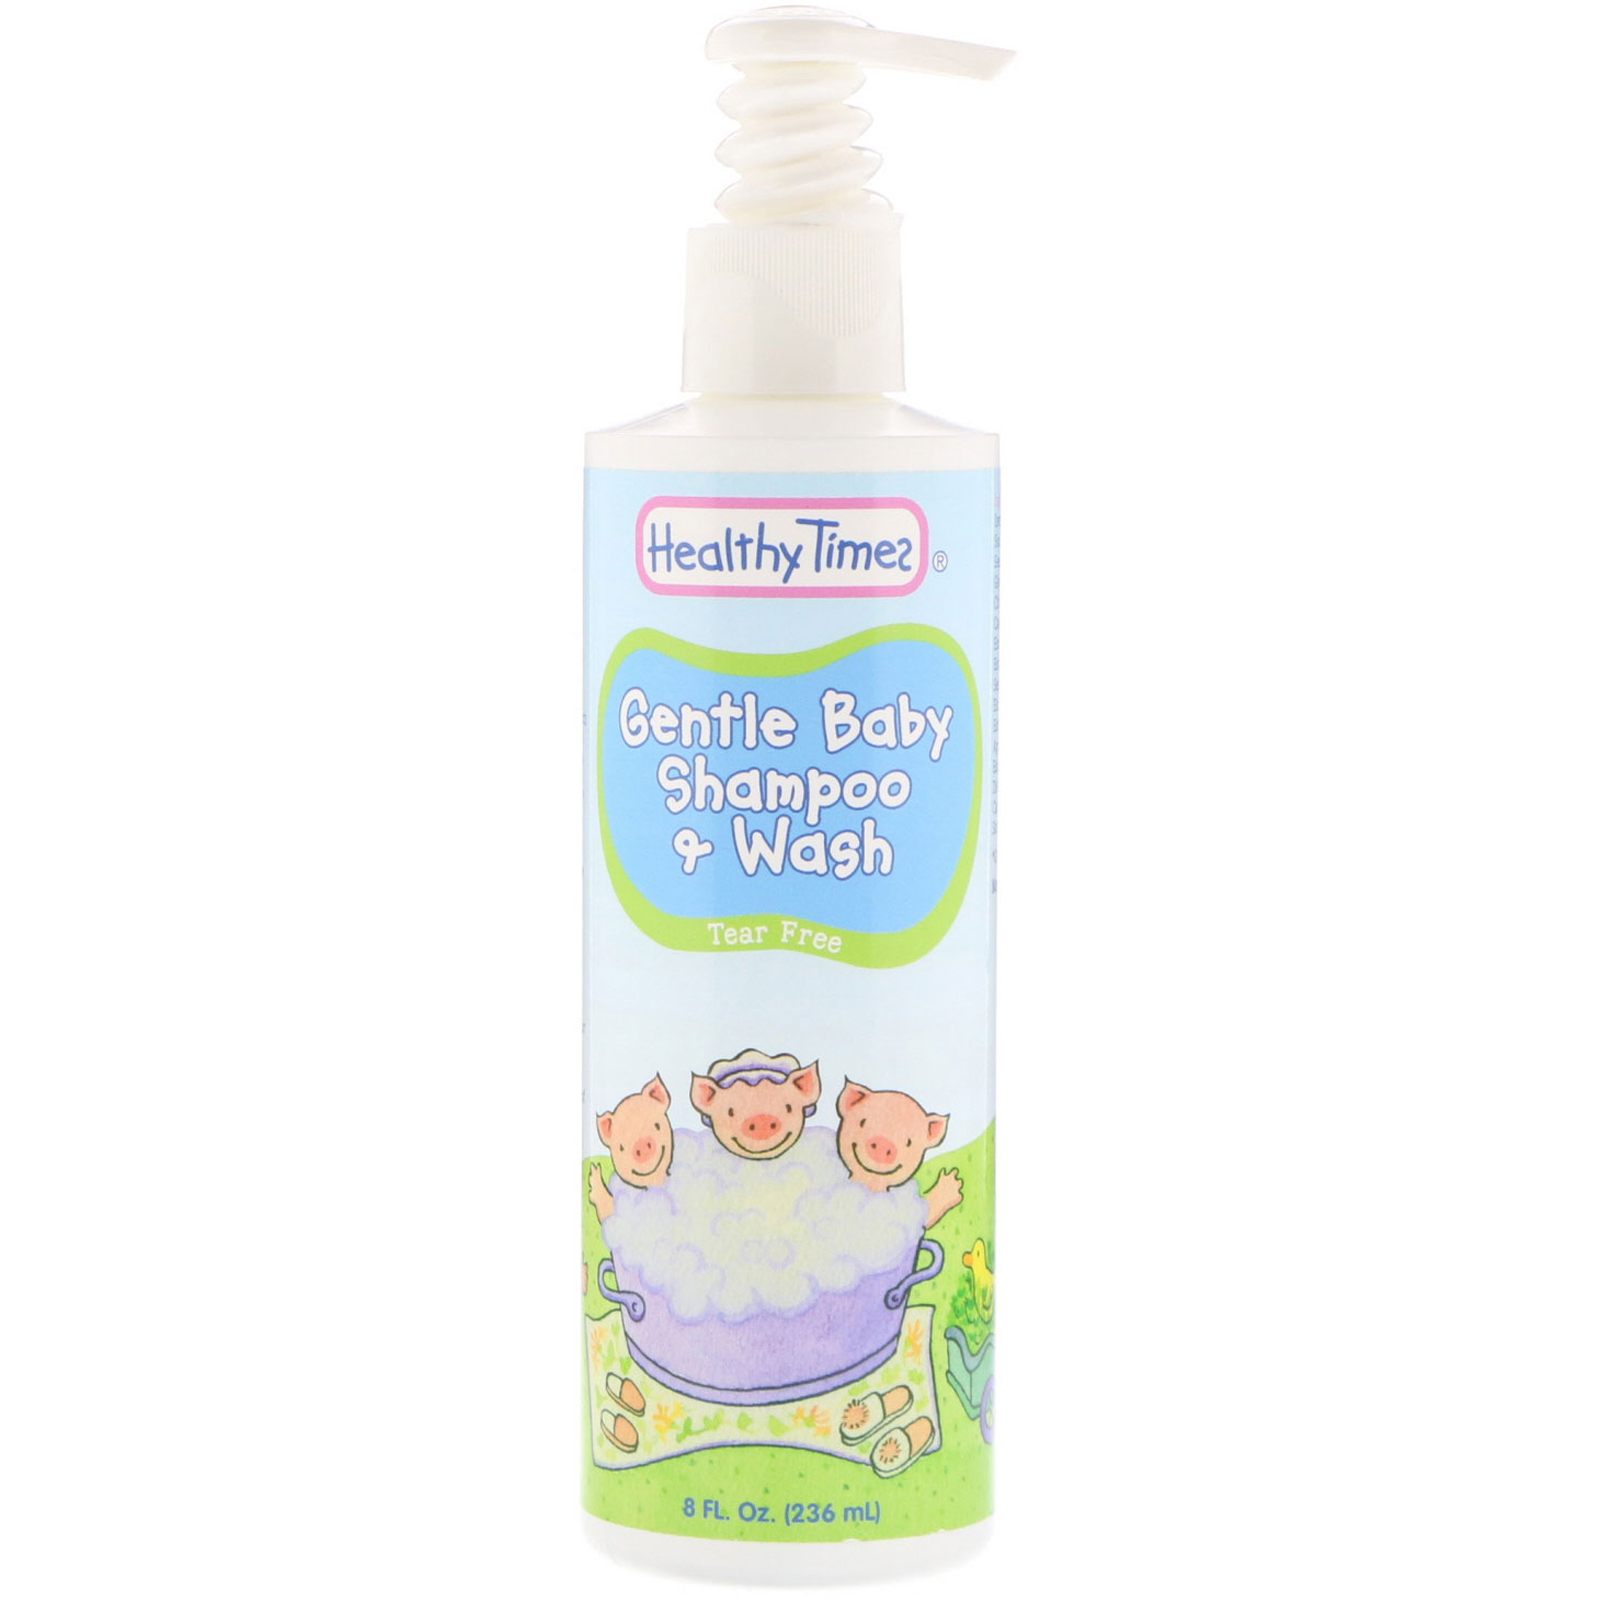 Healthy Times®
Gentle Baby
Shampoo
& Wash
Tear Free
8 FL. Oz. (236 mL)